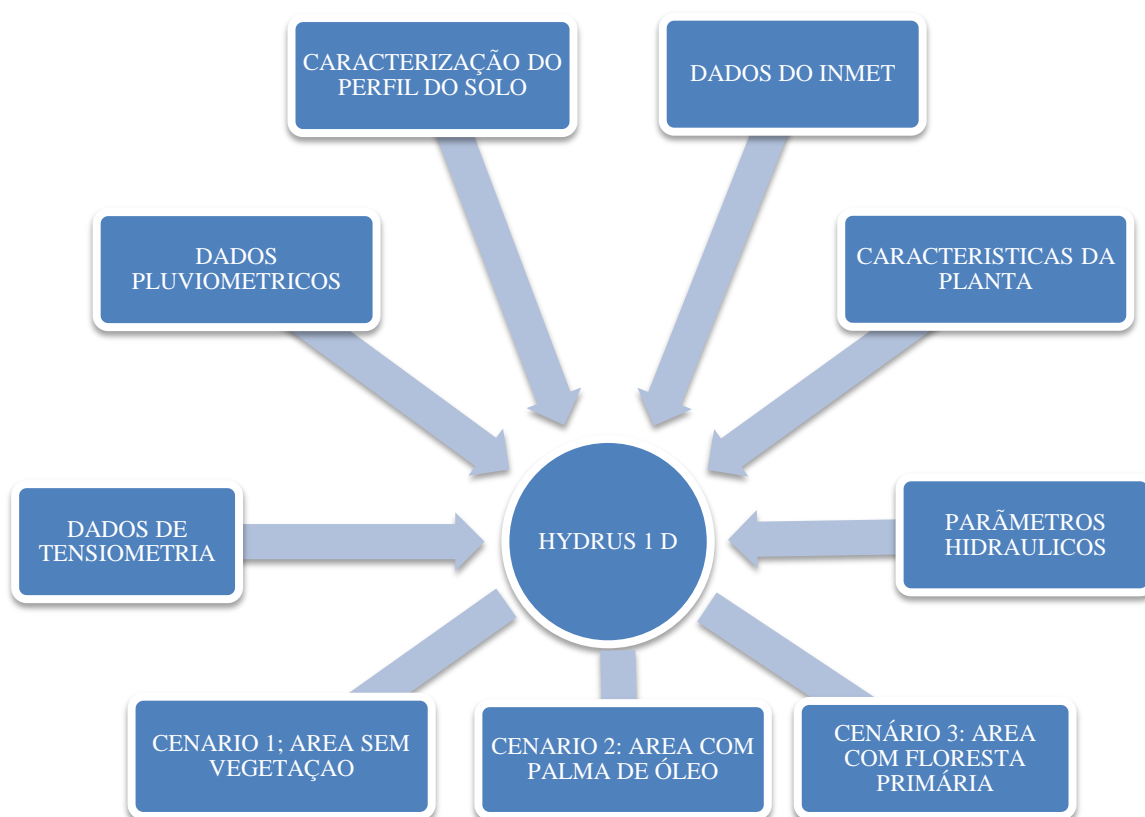 CARACTERIZAÇÃO DO
PERFIL DO SOLO
DADOS DO INMET
DADOS
PLUVIOMETRICOS
CARACTERISTICAS DA
PLANTA
DADOS DE
TENSIOMETRIA
HYDRUS 1 D
PARÃMETROS
HIDRAULICOS
CENARIO 1; AREA SEM
VEGETAÇAO
CENARIO 2: AREA COM
PALMA DE ÓLEO
CENÁRIO 3: AREA
COM FLORESTA
PRIMÁRIA